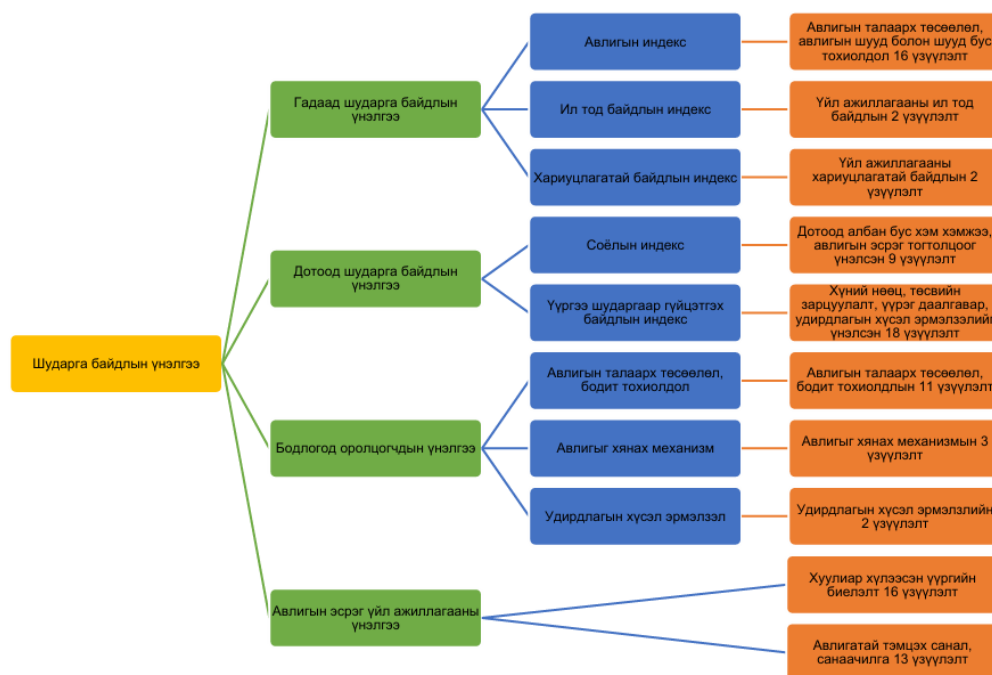 Шударга байдлын үнэлгээ
Гадаад шударга байдлын
үнэлгээ
Авлигын индекс
Авлигын талаарх төсөөлөл,
авлигын шууд болон шууд бус
тохиолдол 16 үзүүлэлт
Ил тод байдлын индекс
Үйл ажиллагааны ил тод
байдлын 2 үзүүлэлт
Хариуцлагатай байдлын индекс
Үйл ажиллагааны
хариуцлагатай байдлын 2
үзүүлэлт
Дотоод шударга байдлын
үнэлгээ
Соёлын индекс
Дотоод албан бус хэм хэмжээ,
авлигын эсрэг тогтолцоог
үнэлсэн 9 үзүүлэлт
Үүргээ шударгаар гүйцэтгэх
байдлын индекс
Хүний нөөц, төсвийн
зарцуулалт, үүрэг даалгавар,
удирдлагын хүсэл эрмэлзэлийг
үнэлсэн 18 үзүүлэлт
Бодлогод оролцогчдын үнэлгээ
Авлигын талаарх төсөөлөл,
бодит тохиолдол
Авлигын талаарх төсөөлөл,
бодит тохиолдлын 11 үзүүлэлт
Авлигыг хянах механизм
Авлигыг хянах механизмын 3
үзүүлэлт
Удирдлагын хүсэл эрмэлзэл
Удирдлагын хүсэл эрмэлзлийн
2 үзүүлэлт
Авлигын эсрэг үйл ажиллагааны
үнэлгээ
Хуулиар хүлээсэн үүргийн
биелэлт 16 үзүүлэлт
Авлигатай тэмцэх санал,
санаачилга 13 үзүүлэлт